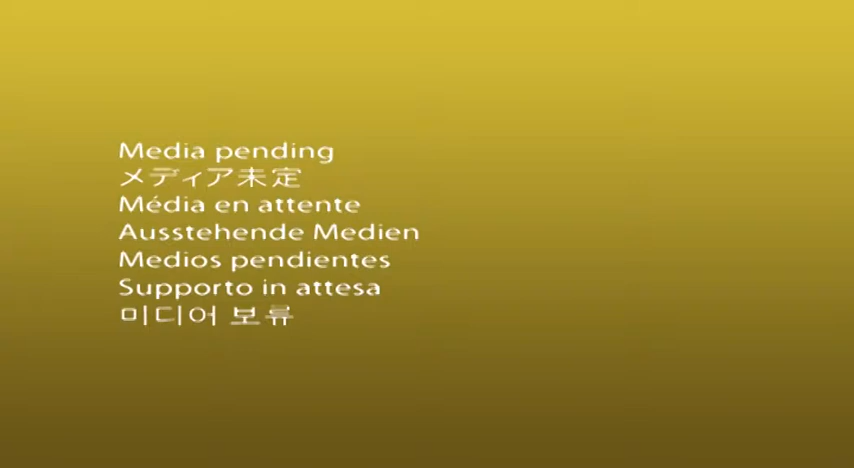 Media pending
メディア未定
Média en attente
Ausstehende Medien
Medios pendientes
Supporto in attesa
미디어 보류